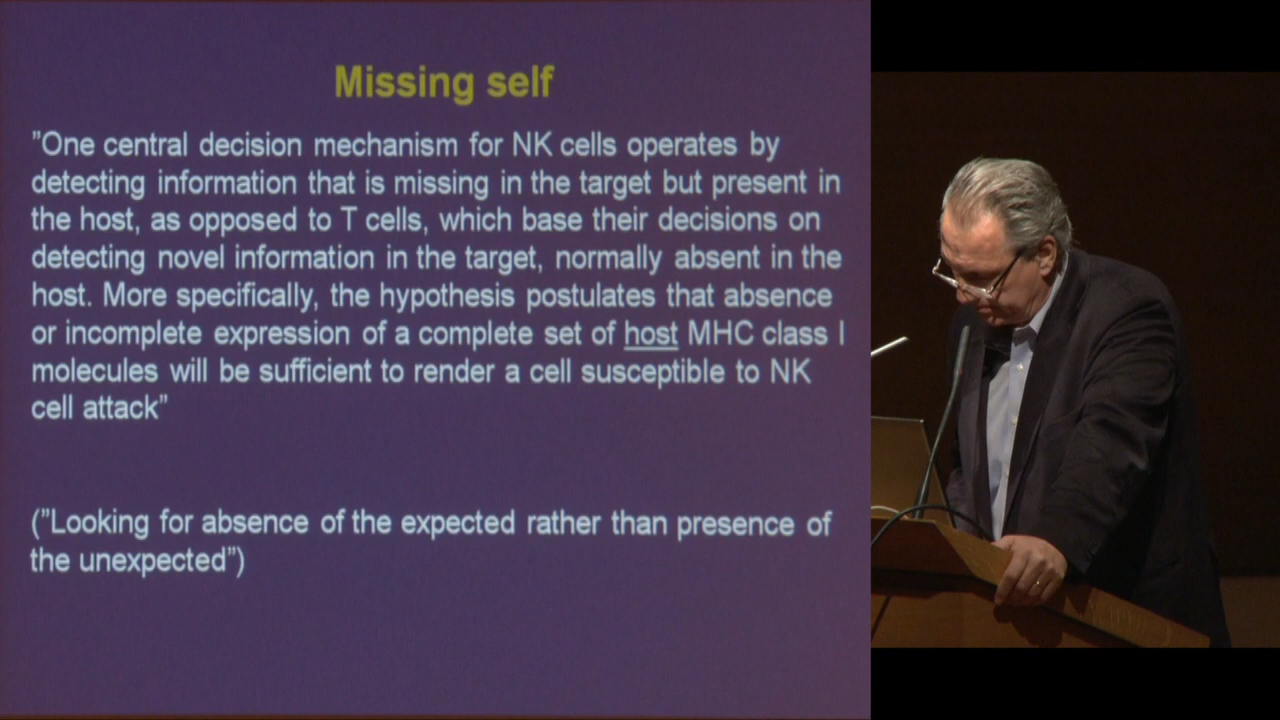 Missing self
”One central decision mechanism for NK cells operates by
detecting information that is missing in the target but present in
the host, as opposed to T cells, which base their decisions on
detecting novel information in the target, normally absent in the
host. More specifically, the hypothesis postulates that absence
or incomplete expression of a complete set of host MHC class I
molecules will be sufficient to render a cell susceptible to NK
cell attack”
(”Looking for absence of the expected rather than presence of
the unexpected”)